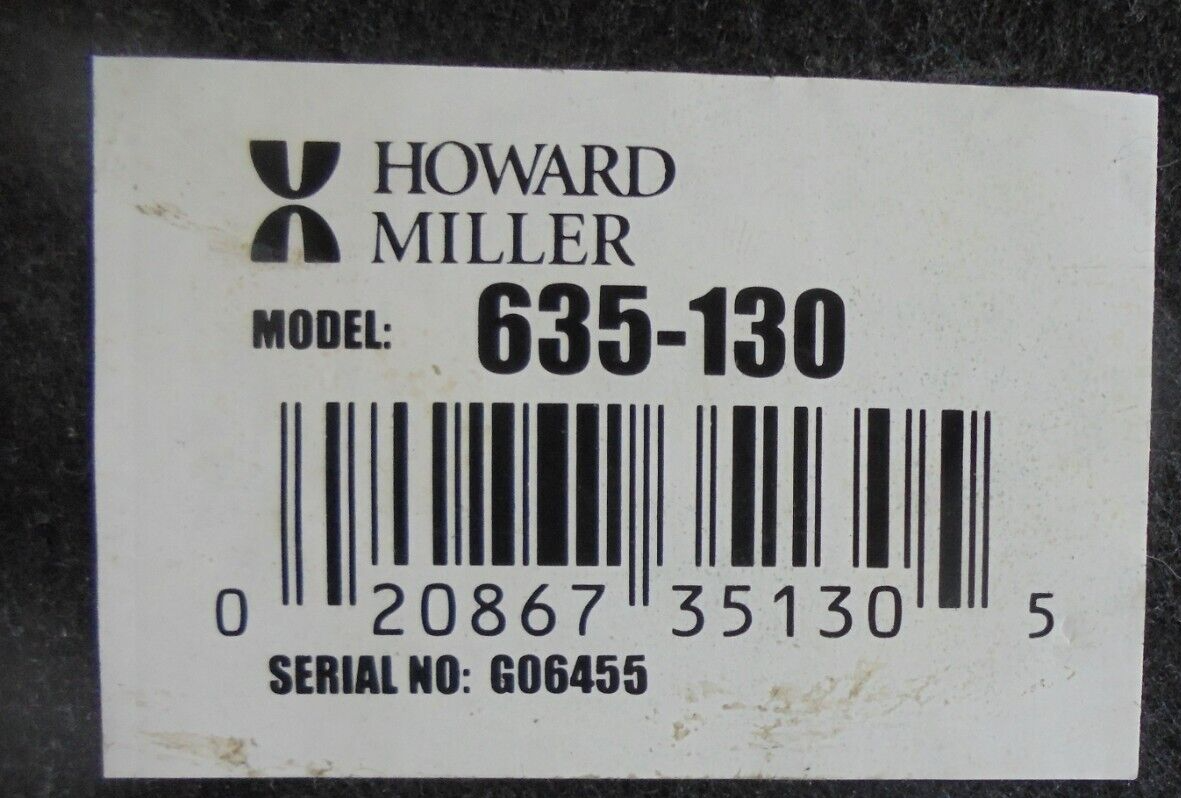 HOWARD
MILLER
MODEL: 635-130
0 20867 35130 5
SERIAL NO: G06455